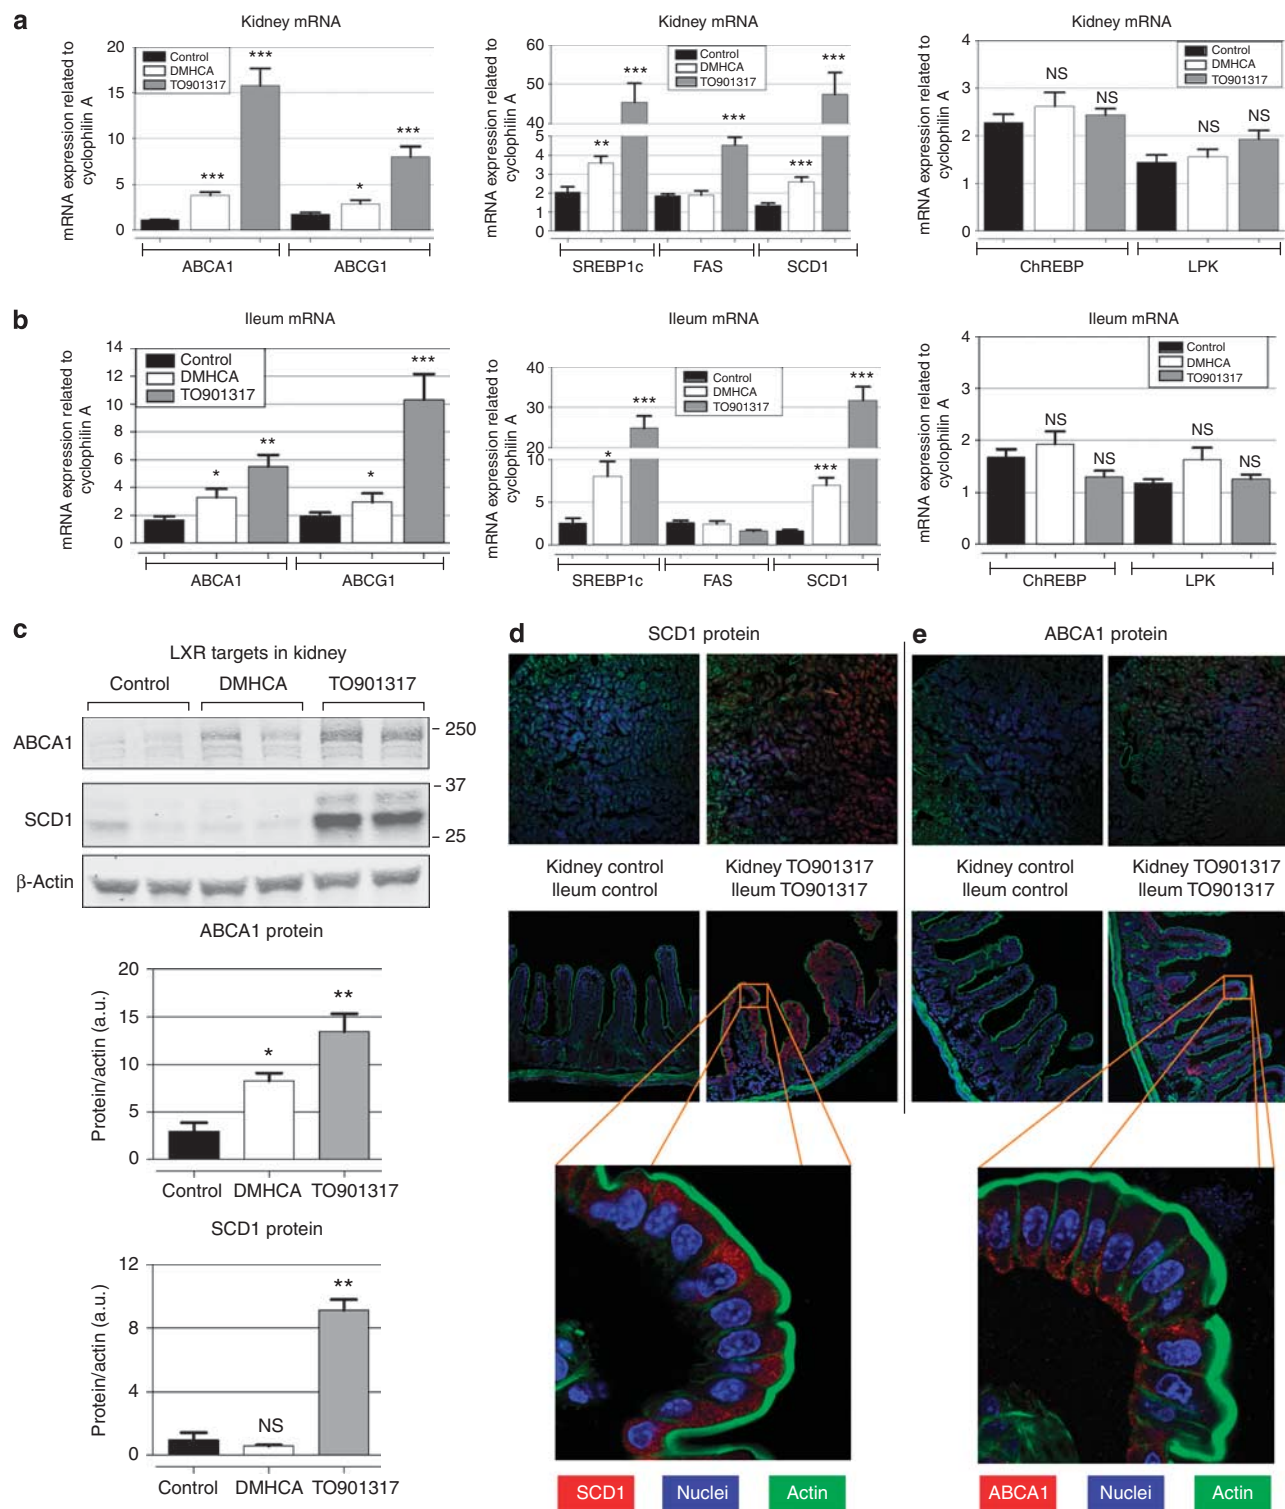 a
Kidney mRNA
mRNA expression related to
cyclophilin A
20
15
10
5
0
Control
DMHCA
TO901317
***
***
*
***
ABCA1
ABCG1
Kidney mRNA
mRNA expression related to
cyclophilin A
60
50
40
5
4
3
2
1
0
Control
DMHCA
TO901317
**
***
***
***
***
SREBP1c
FAS
SCD1
Kidney mRNA
mRNA expression related to
cyclophilin A
4
3
2
1
0
Control
DMHCA
TO901317
NS
NS
NS
NS
ChREBP
LPK
b
Ileum mRNA
mRNA expression related to
cyclophilin A
14
12
10
8
6
4
2
0
Control
DMHCA
TO901317
*
**
*
***
ABCA1
ABCG1
Ileum mRNA
mRNA expression related to
cyclophilin A
40
30
20
10
5
0
Control
DMHCA
TO901317
*
***
***
***
SREBP1c
FAS
SCD1
Ileum mRNA
mRNA expression related to
cyclophilin A
4
3
2
1
0
Control
DMHCA
TO901317
NS
NS
NS
NS
ChREBP
LPK
c
LXR targets in kidney
Control DMHCA TO901317
ABCA1
- 250
SCD1
- 37
- 25
β-Actin
ABCA1 protein
Protein/actin (a.u.)
20
15
10
5
0
*
**
Control DMHCA TO901317
SCD1 protein
Protein/actin (a.u.)
12
8
4
0
NS
**
Control DMHCA TO901317
d
SCD1 protein
Kidney control
Ileum control
Kidney TO901317
Ileum TO901317
SCD1 Nuclei Actin
e
ABCA1 protein
Kidney control
Ileum control
Kidney TO901317
Ileum TO901317
ABCA1 Nuclei Actin